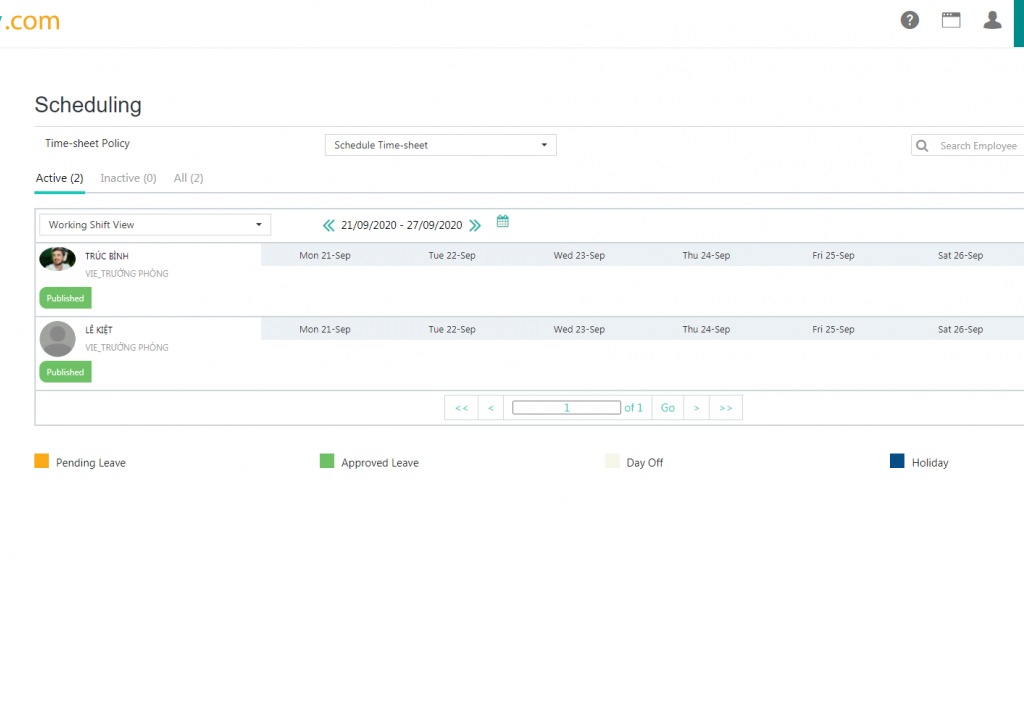 .com
Scheduling
Time-sheet Policy
Schedule Time-sheet
Search Employee
Active (2) Inactive (0) All (2)
Working Shift View
21/09/2020 - 27/09/2020
TRÚC BÌNH
VIE_TRƯỞNG PHÒNG
Published
Mon 21-Sep Tue 22-Sep Wed 23-Sep Thu 24-Sep Fri 25-Sep Sat 26-Sep
LÊ KIỆT
VIE_TRƯỞNG PHÒNG
Published
Mon 21-Sep Tue 22-Sep Wed 23-Sep Thu 24-Sep Fri 25-Sep Sat 26-Sep
<< < 1 of 1 Go > >>
Pending Leave Approved Leave Day Off Holiday